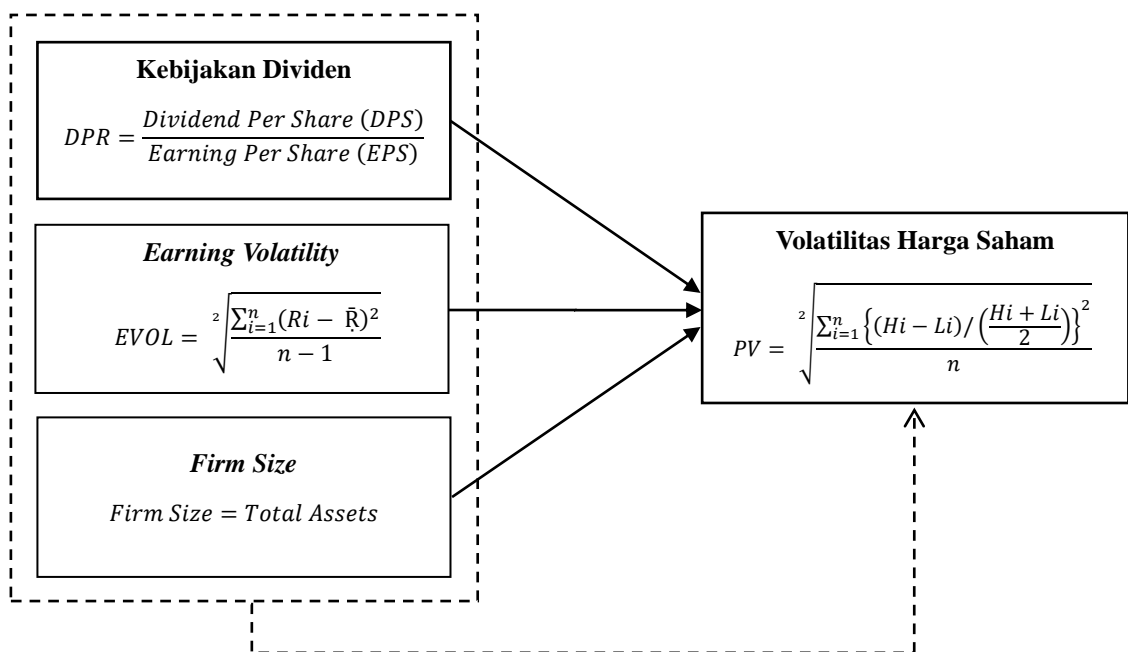 Kebijakan Dividen
DPR = Dividend Per Share (DPS) / Earning Per Share (EPS)
Earning Volatility
EVOL = ²√(∑ⁿᵢ₌₁(Ri − Ṝ)² / n − 1)
Firm Size
Firm Size = Total Assets
Volatilitas Harga Saham
PV = ²√(∑ⁿᵢ₌₁{(Hi − Li)/((Hi + Li)/2)}² / n)